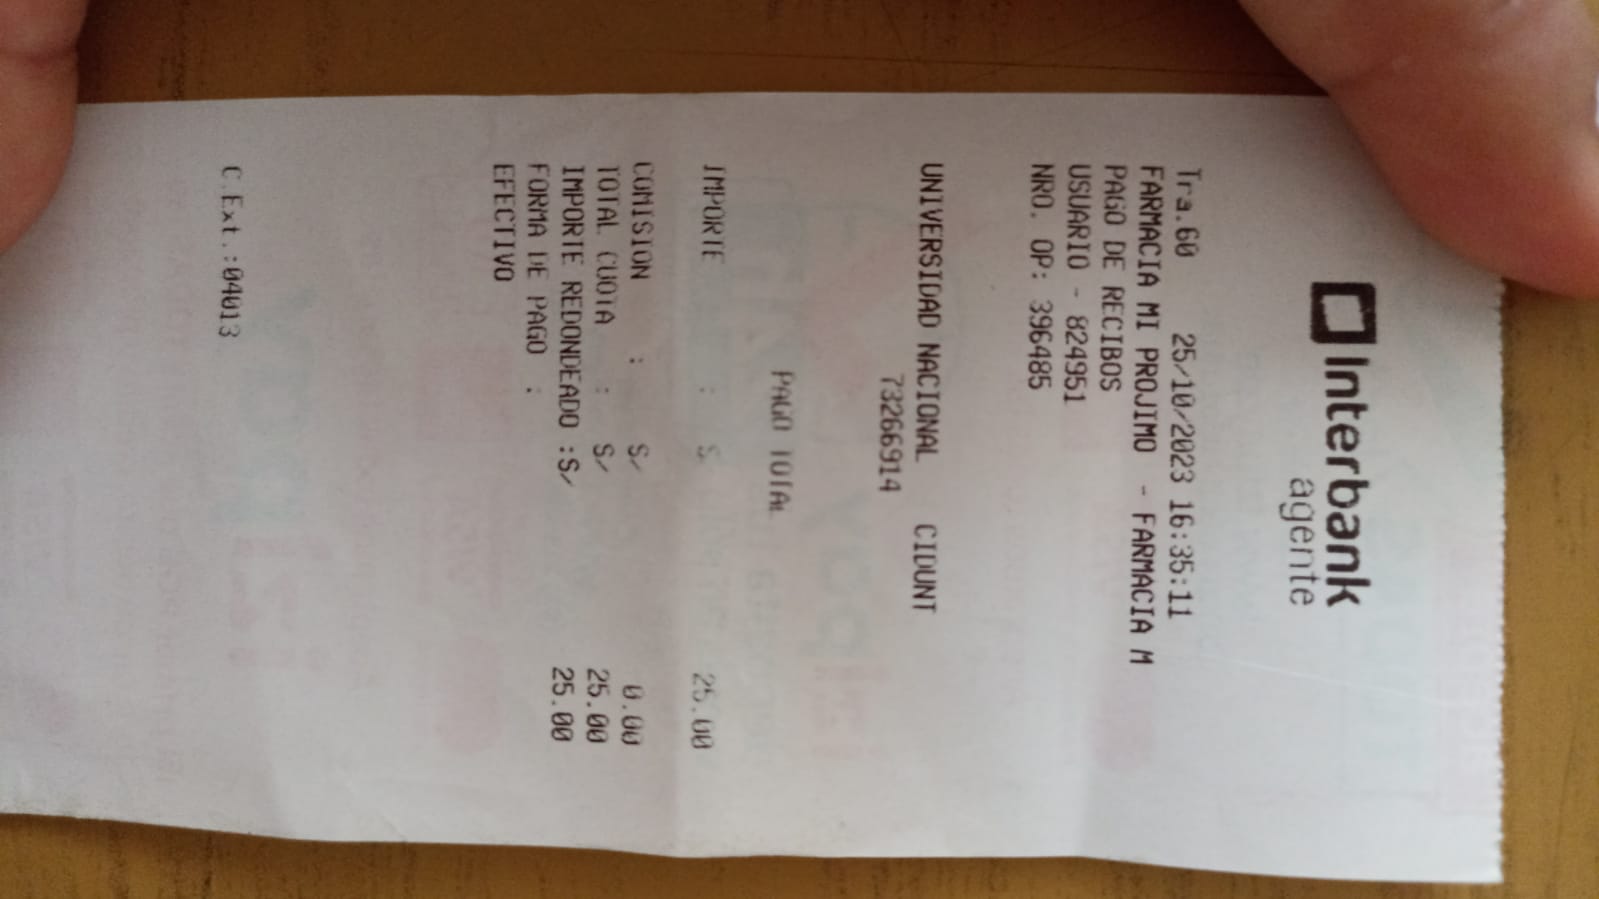 Interbank
agente
Tra.60 25/10/2023 16:35:11
FARMACIA MI PROJIMO - FARMACIA M
PAGO DE RECIBOS
USUARIO - 824951
NRO. OP: 396485
UNIVERSIDAD NACIONAL CIDUNT
73266914
PAGO TOTAL
IMPORTE : S/ 25.00
COMISION : S/ 0.00
TOTAL CUOTA : S/ 25.00
IMPORTE REDONDEADO :S/ 25.00
FORMA DE PAGO :
EFECTIVO
C.Ext.:04013